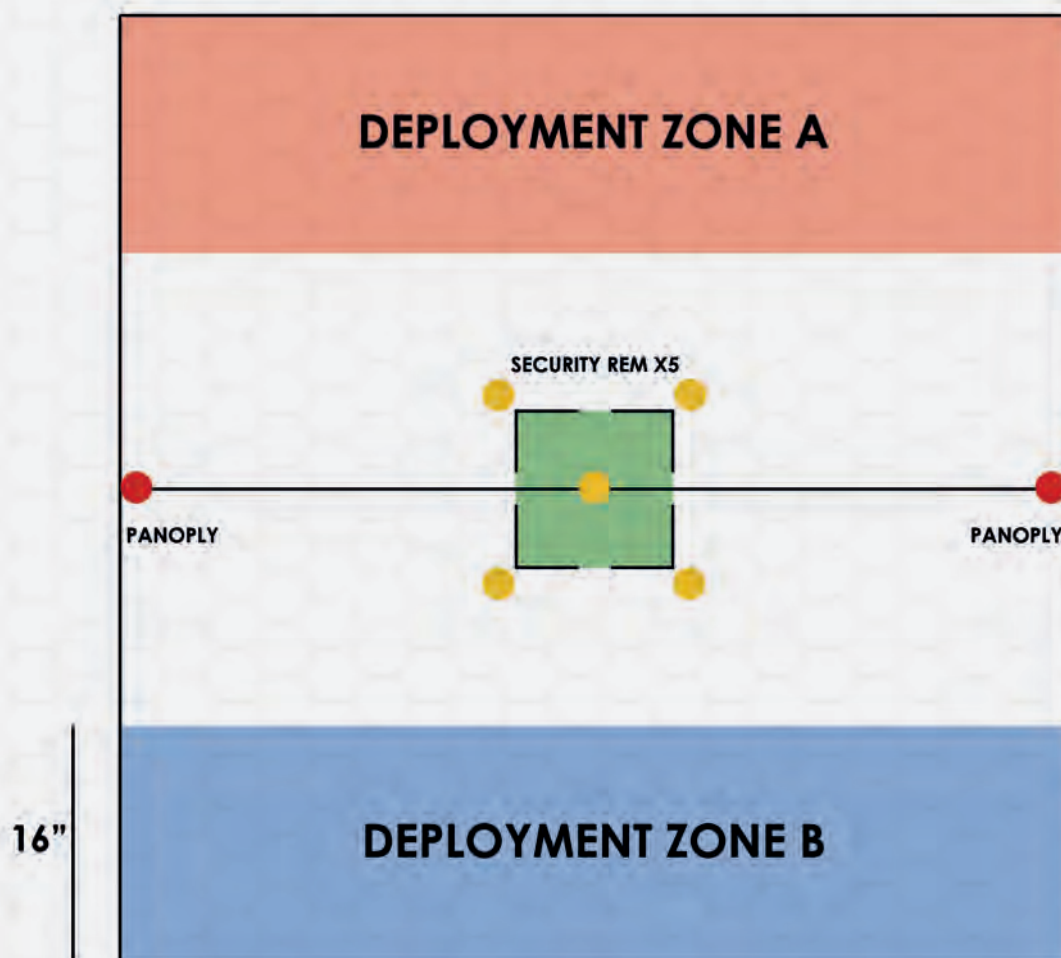 DEPLOYMENT ZONE A
SECURITY REM X5
PANOPLY
PANOPLY
16”
DEPLOYMENT ZONE B